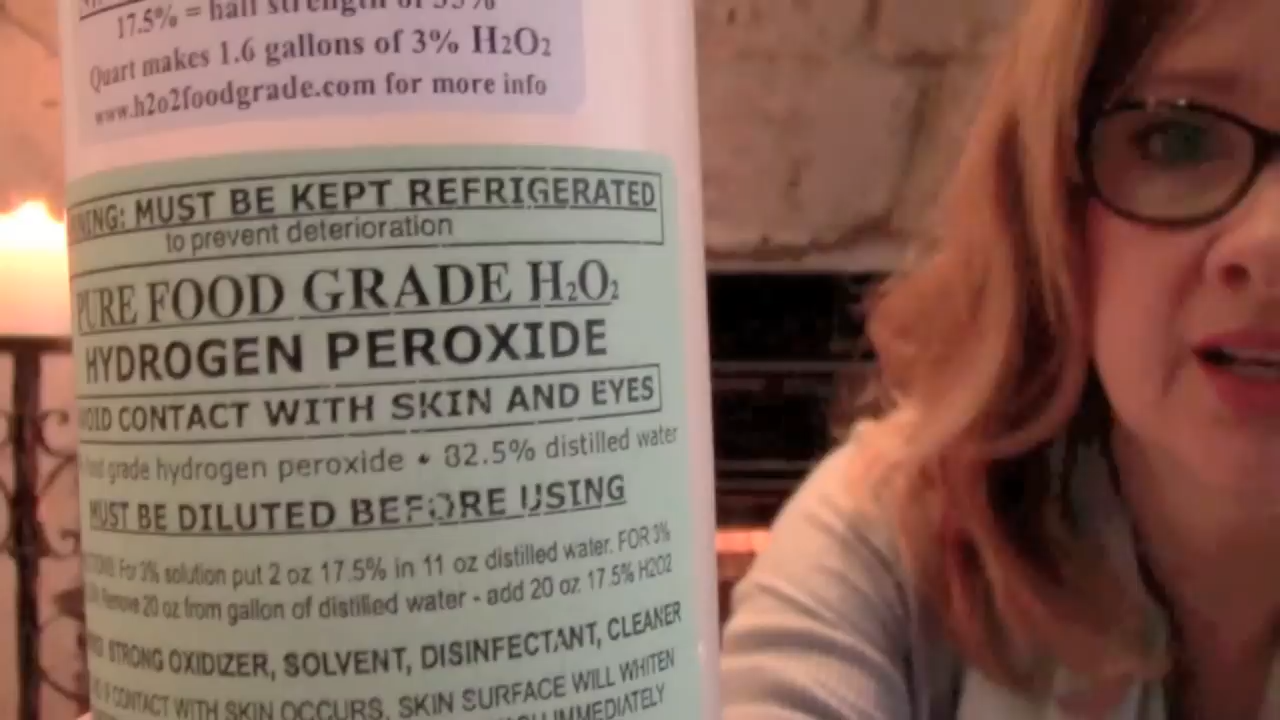 17.5% = half strength of 35%
Quart makes 1.6 gallons of 3% H2O2
www.h2o2foodgrade.com for more info
NING: MUST BE KEPT REFRIGERATED
to prevent deterioration
PURE FOOD GRADE H2O2
HYDROGEN PEROXIDE
VOID CONTACT WITH SKIN AND EYES
grade hydrogen peroxide • 82.5% distilled water
MUST BE DILUTED BEFORE USING
For 3% solution put 2 oz 17.5% in 11 oz distilled water. FOR 3%
Remove 20 oz from gallon of distilled water - add 20 oz 17.5% H2O2
STRONG OXIDIZER, SOLVENT, DISINFECTANT, CLEANER
IF CONTACT WITH SKIN OCCURS, SKIN SURFACE WILL WHITEN
IMMEDIATELY